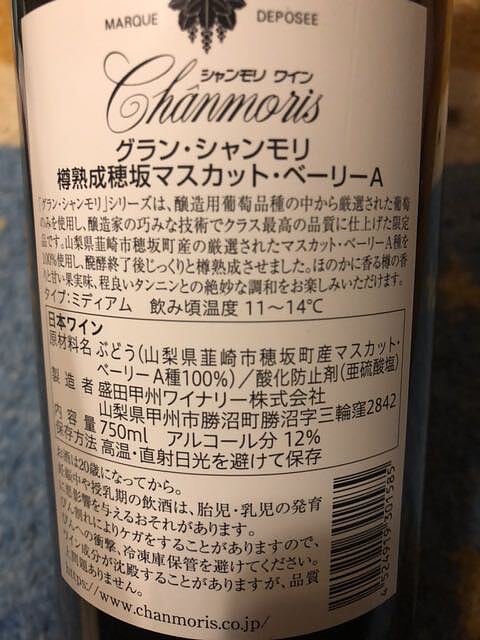 MARQUE DEPOSEE
シャンモリ ワイン
Chânmoris
グラン・シャンモリ
樽熟成穂坂マスカット・ベーリーA
「グラン・シャンモリ」シリーズは、醸造用葡萄品種の中から厳選された葡萄
のみを使用し、醸造家の巧みな技術でクラス最高の品質に仕上げた限定
品です。山梨県韮崎市穂坂町産の厳選されたマスカット・ベーリーA種を
100%使用し、醗酵終了後じっくりと樽熟成させました。ほのかに香る樽の香
と甘い果実味、程良いタンニンとの絶妙な調和をお楽しみいただけます。
タイプ:ミディアム 飲み頃温度 11〜14℃
日本ワイン
原材料名 ぶどう(山梨県韮崎市穂坂町産マスカット・
ベーリーA種100%)/酸化防止剤(亜硫酸塩)
製造者 盛田甲州ワイナリー株式会社
山梨県甲州市勝沼町勝沼字三輪窪2842
内容量 750ml アルコール分 12%
保存方法 高温・直射日光を避けて保存
お酒は20歳になってから。
妊娠中や授乳期の飲酒は、胎児・乳児の発育
に悪影響を与えるおそれがあります。
びん割れによりケガをすることがありますので、
びんへの衝撃、冷凍庫保管を避けてください。
ワイン成分が沈殿することがありますが、品質
上問題ありません。
https://www.chanmoris.co.jp/
4524919301585